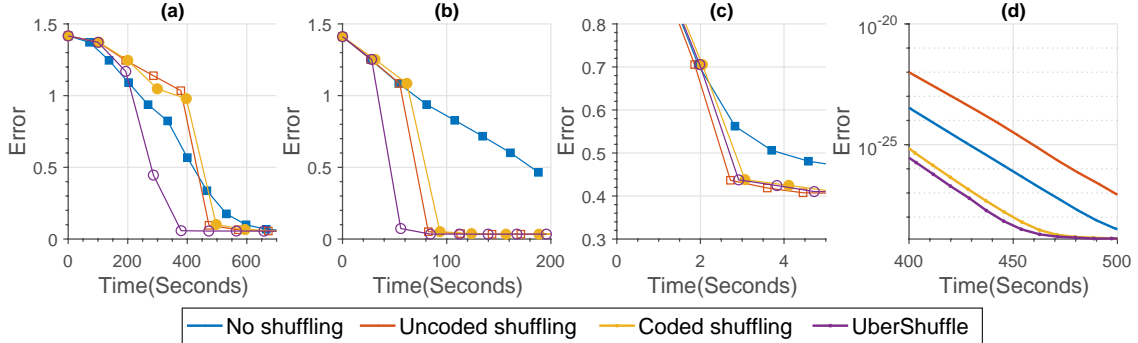 (a)
1.5
1
0.5
0
Error
0 200 400 600
Time(Seconds)
(b)
1.5
1
0.5
0
Error
0 100 200
Time(Seconds)
(c)
0.8
0.7
0.6
0.5
0.4
0.3
Error
2 4
Time(Seconds)
(d)
10^-20
10^-25
Error
400 450 500
Time(Seconds)
No shuffling Uncoded shuffling Coded shuffling UberShuffle